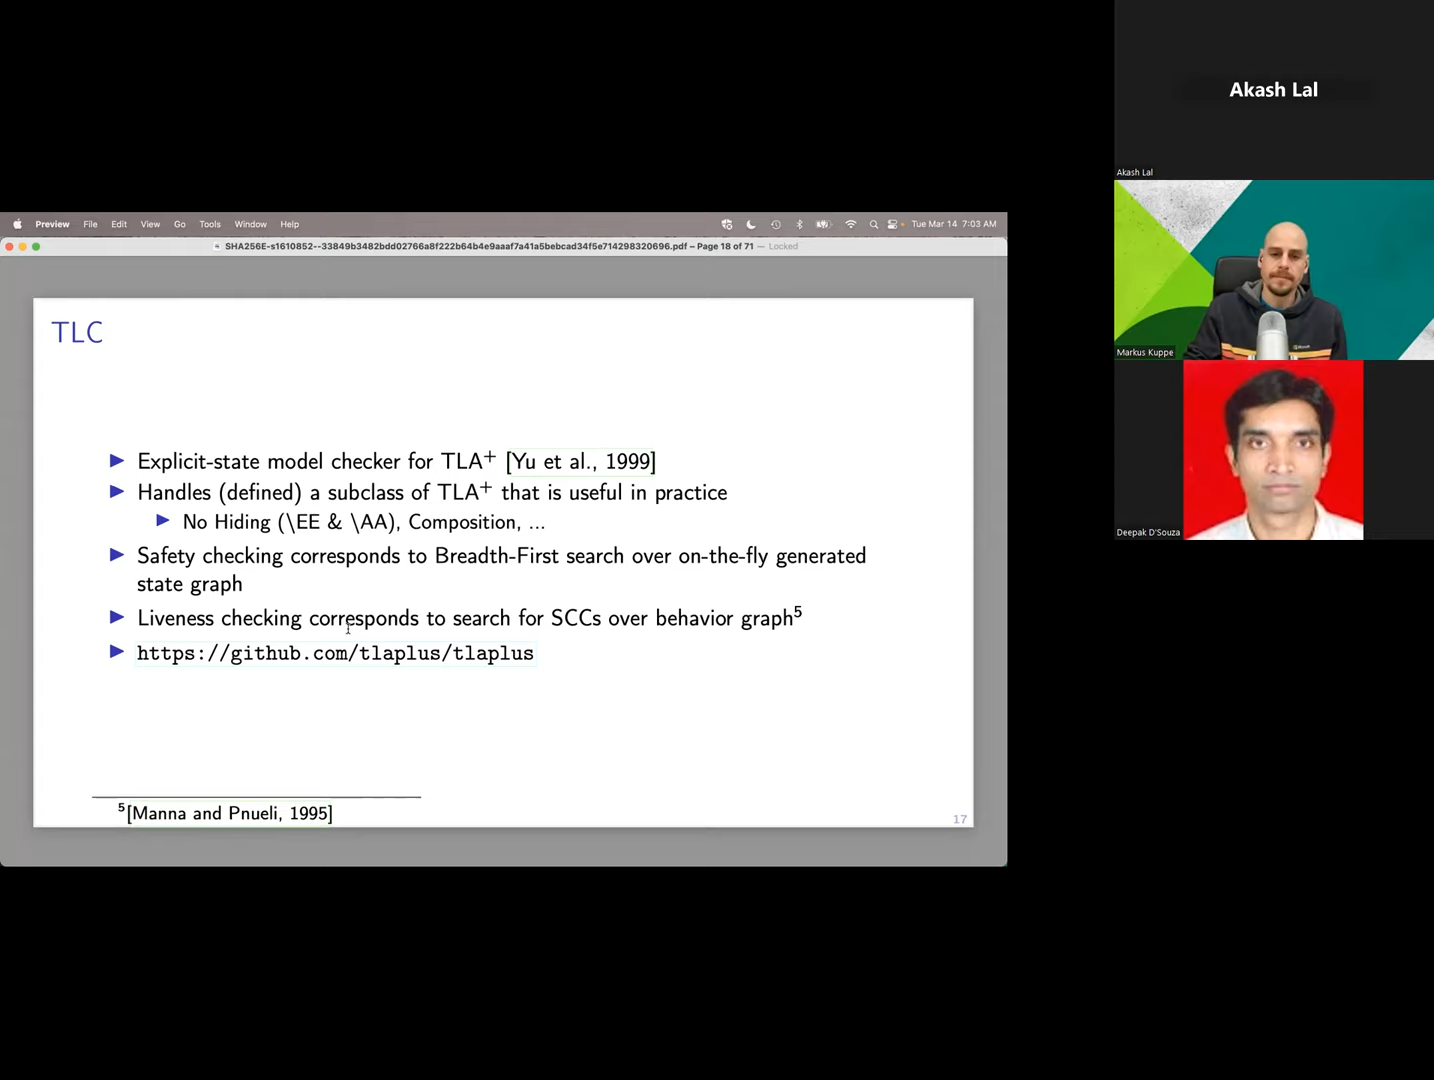 Akash Lal
Akash Lal
Preview File Edit View Go Tools Window Help Tue Mar 14 7:03 AM
SHA256E-s1610852--33849b3482bdd02766a8f222b64b4e9aaaf7a41a5bebcad34f5e714298320696.pdf – Page 18 of 71 — Locked
TLC
Explicit-state model checker for TLA+ [Yu et al., 1999]
Handles (defined) a subclass of TLA+ that is useful in practice
No Hiding (\EE & \AA), Composition, ...
Safety checking corresponds to Breadth-First search over on-the-fly generated
state graph
Liveness checking corresponds to search for SCCs over behavior graph5
https://github.com/tlaplus/tlaplus
5[Manna and Pnueli, 1995]
17
Markus Kuppe
Deepak D'Souza